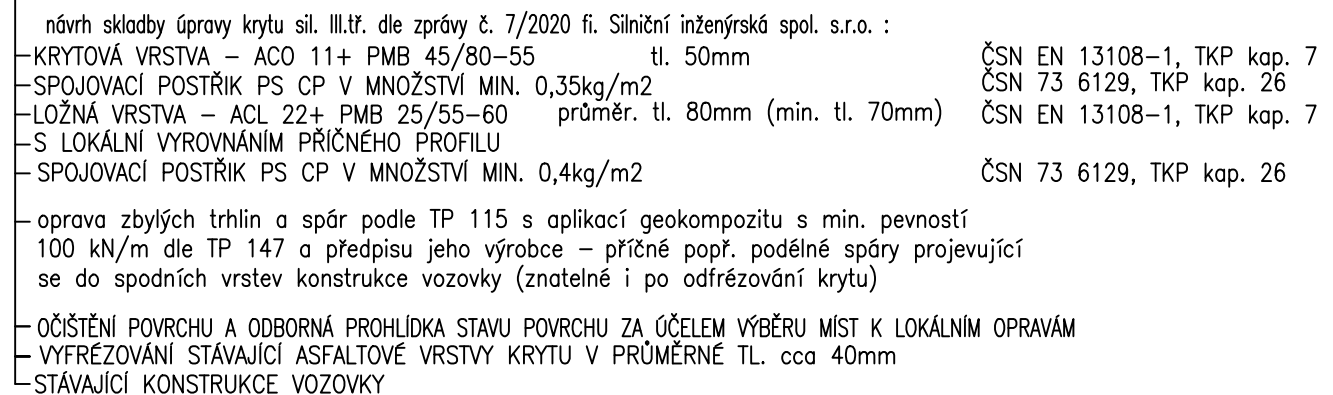 návrh skladby úpravy krytu sil. III.tř. dle zprávy č. 7/2020 fi. Silniční inženýrská spol. s.r.o. :
KRYTOVÁ VRSTVA – ACO 11+ PMB 45/80–55 tl. 50mm ČSN EN 13108–1, TKP kap. 7
SPOJOVACÍ POSTŘIK PS CP V MNOŽSTVÍ MIN. 0,35kg/m2 ČSN 73 6129, TKP kap. 26
LOŽNÁ VRSTVA – ACL 22+ PMB 25/55–60 průměr. tl. 80mm (min. tl. 70mm) ČSN EN 13108–1, TKP kap. 7
S LOKÁLNÍ VYROVNÁNÍM PŘÍČNÉHO PROFILU
SPOJOVACÍ POSTŘIK PS CP V MNOŽSTVÍ MIN. 0,4kg/m2 ČSN 73 6129, TKP kap. 26
oprava zbylých trhlin a spár podle TP 115 s aplikací geokompozitu s min. pevností
100 kN/m dle TP 147 a předpisu jeho výrobce – příčné popř. podélné spáry projevující
se do spodních vrstev konstrukce vozovky (znatelné i po odfrézování krytu)
OČIŠTĚNÍ POVRCHU A ODBORNÁ PROHLÍDKA STAVU POVRCHU ZA ÚČELEM VÝBĚRU MÍST K LOKÁLNÍM OPRAVÁM
VYFRÉZOVÁNÍ STÁVAJÍCÍ ASFALTOVÉ VRSTVY KRYTU V PRŮMĚRNÉ TL. cca 40mm
STÁVAJÍCÍ KONSTRUKCE VOZOVKY